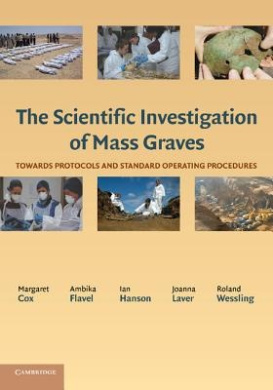 The Scientific Investigation
of Mass Graves
TOWARDS PROTOCOLS AND STANDARD OPERATING PROCEDURES
Margaret Cox
Ambika Flavel
Ian Hanson
Joanna Laver
Roland Wessling
CAMBRIDGE